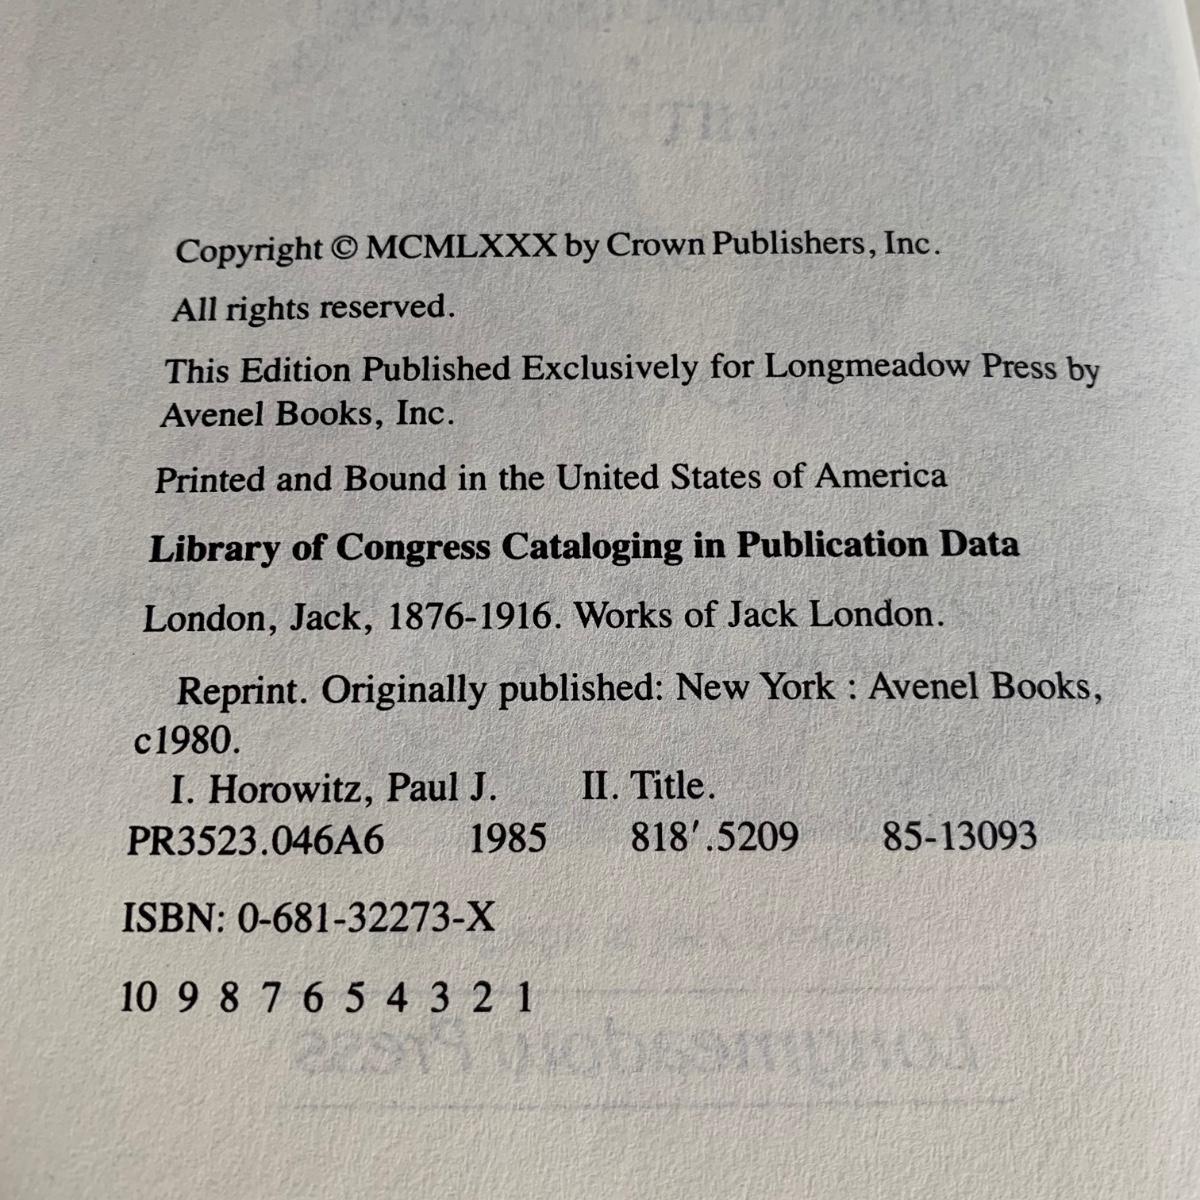 Copyright © MCMLXXX by Crown Publishers, Inc.
All rights reserved.
This Edition Published Exclusively for Longmeadow Press by
Avenel Books, Inc.
Printed and Bound in the United States of America
Library of Congress Cataloging in Publication Data
London, Jack, 1876-1916. Works of Jack London.
Reprint. Originally published: New York : Avenel Books,
c1980.
I. Horowitz, Paul J. II. Title.
PR3523.046A6 1985 818′.5209 85-13093
ISBN: 0-681-32273-X
10 9 8 7 6 5 4 3 2 1
Longmeadow Press